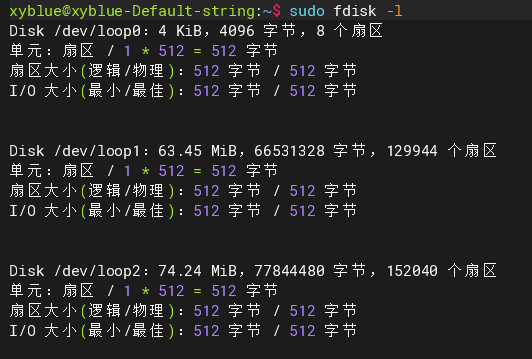 xyblue@xyblue-Default-string:~$ sudo fdisk -l
Disk /dev/loop0：4 KiB，4096 字节，8 个扇区
单元：扇区 / 1 * 512 = 512 字节
扇区大小(逻辑/物理)：512 字节 / 512 字节
I/O 大小(最小/最佳)：512 字节 / 512 字节
Disk /dev/loop1：63.45 MiB，66531328 字节，129944 个扇区
单元：扇区 / 1 * 512 = 512 字节
扇区大小(逻辑/物理)：512 字节 / 512 字节
I/O 大小(最小/最佳)：512 字节 / 512 字节
Disk /dev/loop2：74.24 MiB，77844480 字节，152040 个扇区
单元：扇区 / 1 * 512 = 512 字节
扇区大小(逻辑/物理)：512 字节 / 512 字节
I/O 大小(最小/最佳)：512 字节 / 512 字节